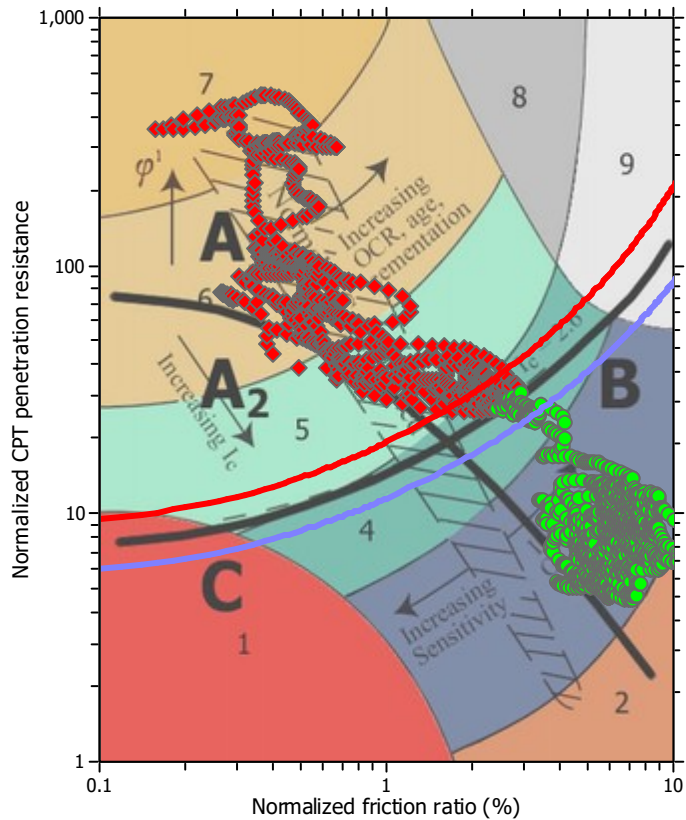 1,000
7
8
9
φ'
Increasing
OCR, age,
cementation
A
100
6
B
A2
Increasing Ic
5
10
4
C
Increasing
Sensitivity
1
2
1
0.1
1
10
Normalized CPT penetration resistance
Normalized friction ratio (%)